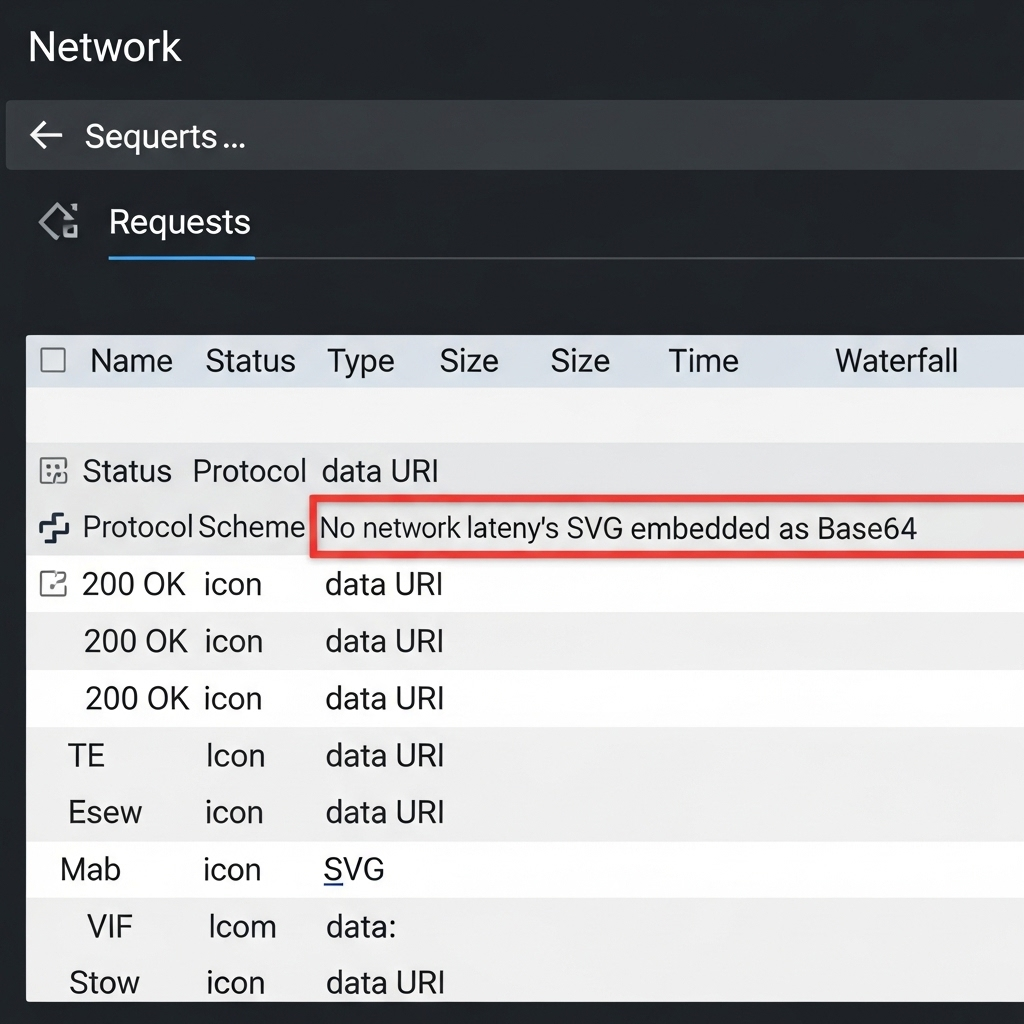 Network
Sequerts ...
Requests
Name Status Type Size Size Time Waterfall
Status Protocol data URI
Protocol Scheme No network lateny's SVG embedded as Base64
200 OK icon data URI
200 OK icon data URI
200 OK icon data URI
TE Icon data URI
Esew icon data URI
Mab icon SVG
VIF Icom data:
Stow icon data URI